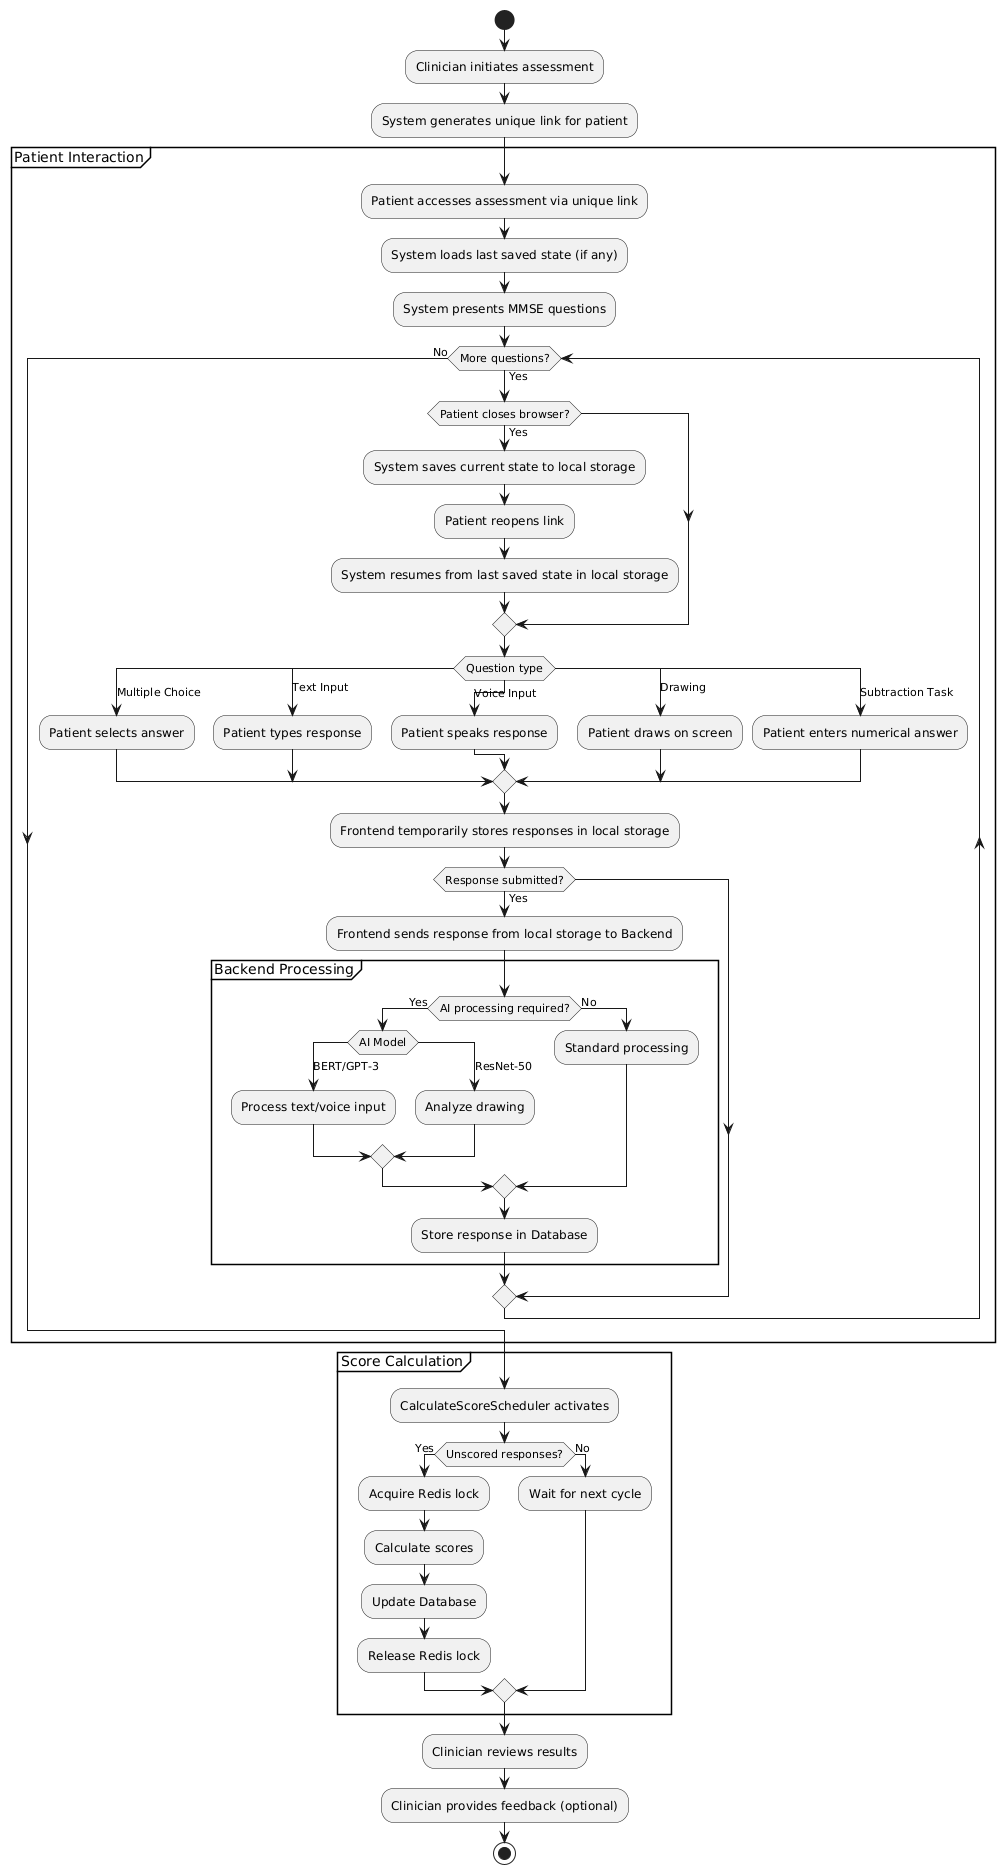 Clinician initiates assessment
System generates unique link for patient
Patient Interaction
Patient accesses assessment via unique link
System loads last saved state (if any)
System presents MMSE questions
No
More questions?
Yes
Patient closes browser?
Yes
System saves current state to local storage
Patient reopens link
System resumes from last saved state in local storage
Question type
Multiple Choice
Text Input
Voice Input
Drawing
Subtraction Task
Patient selects answer
Patient types response
Patient speaks response
Patient draws on screen
Patient enters numerical answer
Frontend temporarily stores responses in local storage
Response submitted?
Yes
Frontend sends response from local storage to Backend
Backend Processing
Yes
AI processing required?
No
AI Model
Standard processing
BERT/GPT-3
ResNet-50
Process text/voice input
Analyze drawing
Store response in Database
Score Calculation
CalculateScoreScheduler activates
Yes
Unscored responses?
No
Acquire Redis lock
Wait for next cycle
Calculate scores
Update Database
Release Redis lock
Clinician reviews results
Clinician provides feedback (optional)